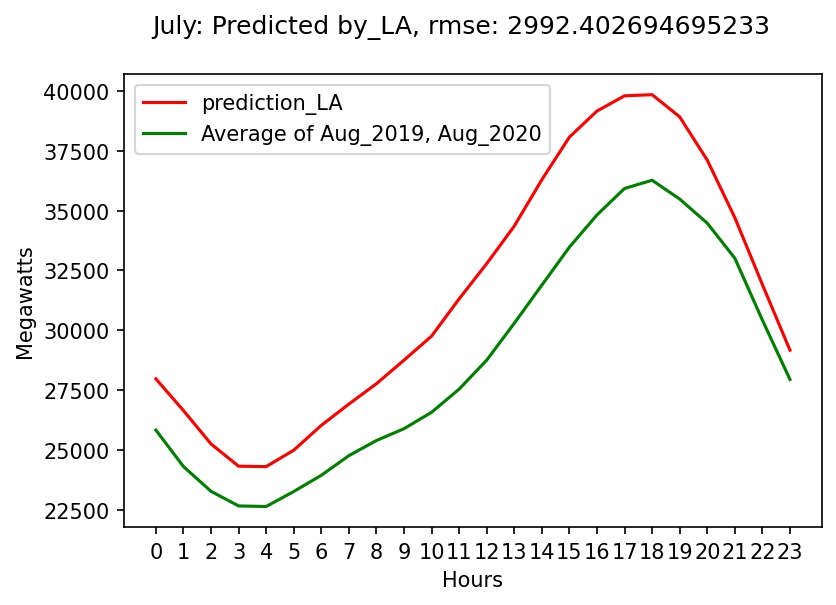 July: Predicted by_LA, rmse: 2992.402694695233
prediction_LA
Average of Aug_2019, Aug_2020
Megawatts
40000
37500
35000
32500
30000
27500
25000
22500
0 1 2 3 4 5 6 7 8 9 10 11 12 13 14 15 16 17 18 19 20 21 22 23
Hours